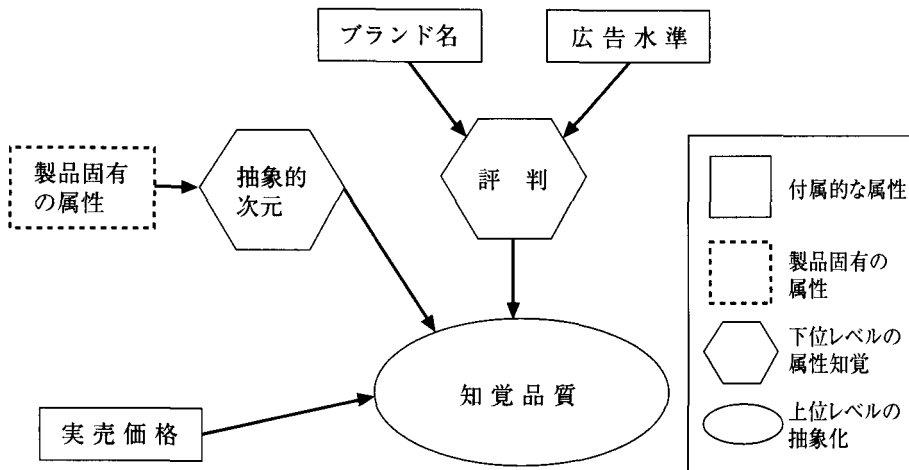 ブランド名
広告水準
製品固有
の属性
抽象的
次元
評判
知覚品質
実売価格
付属的な属性
製品固有の
属性
下位レベルの
属性知覚
上位レベルの
抽象化